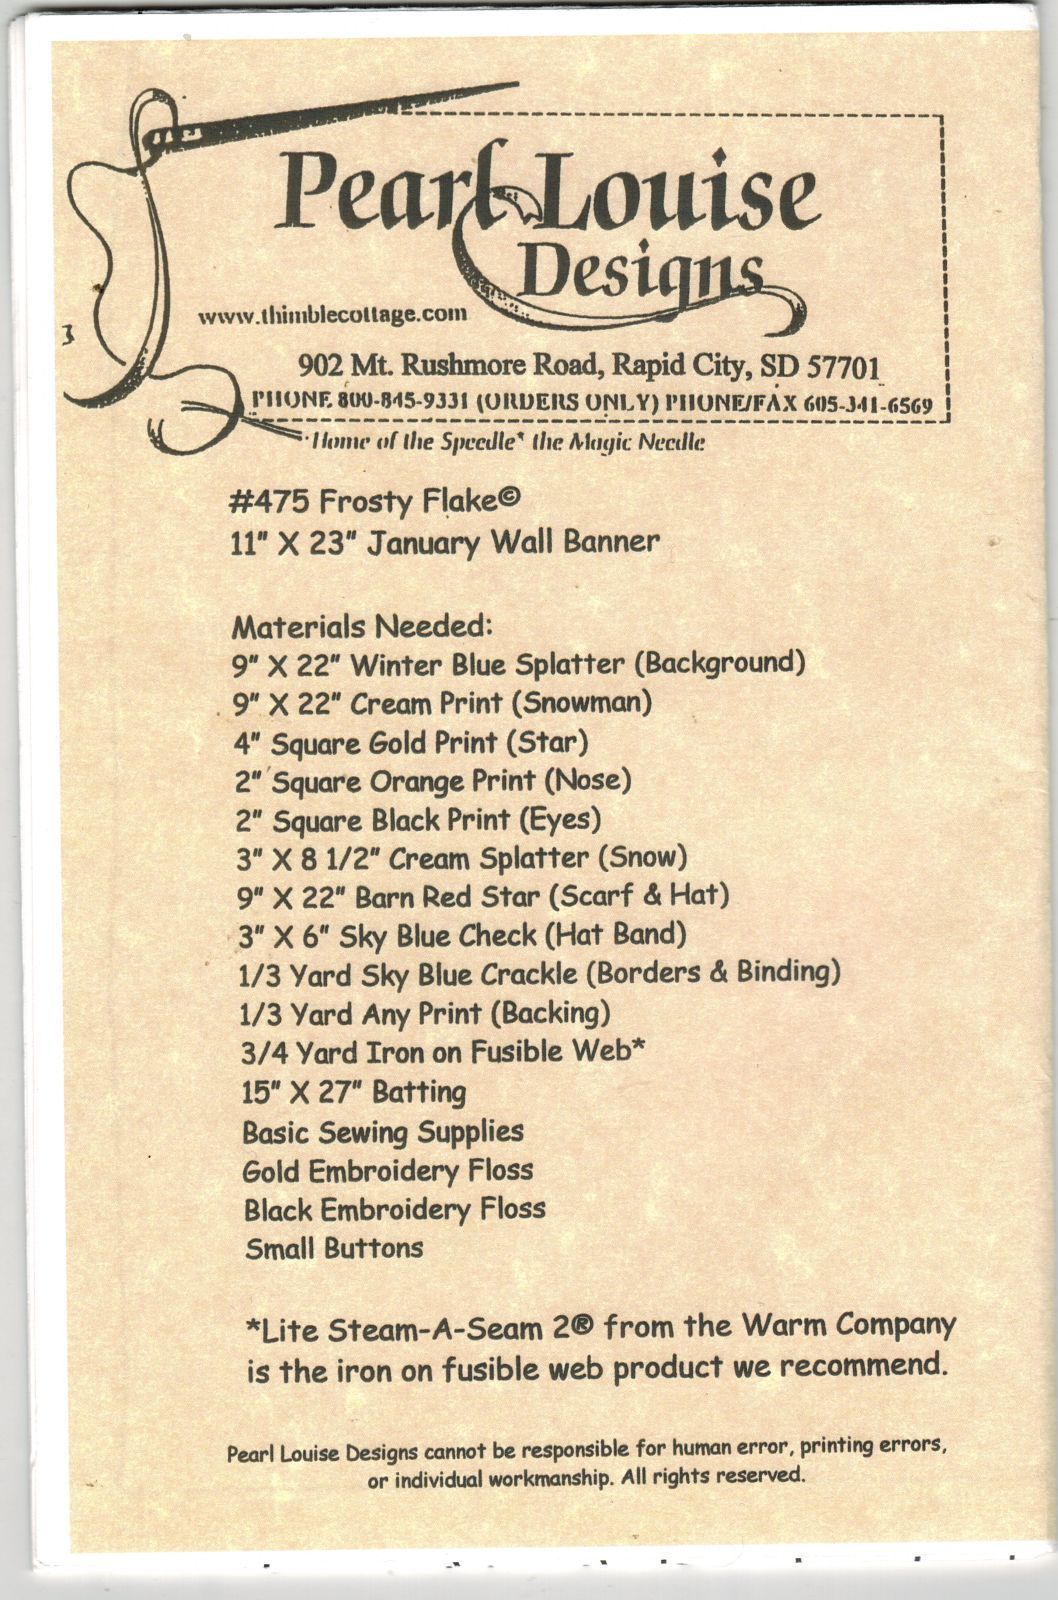 Pearl Louise
Designs
www.thimblecottage.com
902 Mt. Rushmore Road, Rapid City, SD 57701
PHONE 800-845-9331 (ORDERS ONLY) PHONE/FAX 605-341-6569
Home of the Speedle* the Magic Needle
#475 Frosty Flake©
11" X 23" January Wall Banner
Materials Needed:
9" X 22" Winter Blue Splatter (Background)
9" X 22" Cream Print (Snowman)
4" Square Gold Print (Star)
2" Square Orange Print (Nose)
2" Square Black Print (Eyes)
3" X 8 1/2" Cream Splatter (Snow)
9" X 22" Barn Red Star (Scarf & Hat)
3" X 6" Sky Blue Check (Hat Band)
1/3 Yard Sky Blue Crackle (Borders & Binding)
1/3 Yard Any Print (Backing)
3/4 Yard Iron on Fusible Web*
15" X 27" Batting
Basic Sewing Supplies
Gold Embroidery Floss
Black Embroidery Floss
Small Buttons
*Lite Steam-A-Seam 2® from the Warm Company
is the iron on fusible web product we recommend.
Pearl Louise Designs cannot be responsible for human error, printing errors,
or individual workmanship. All rights reserved.